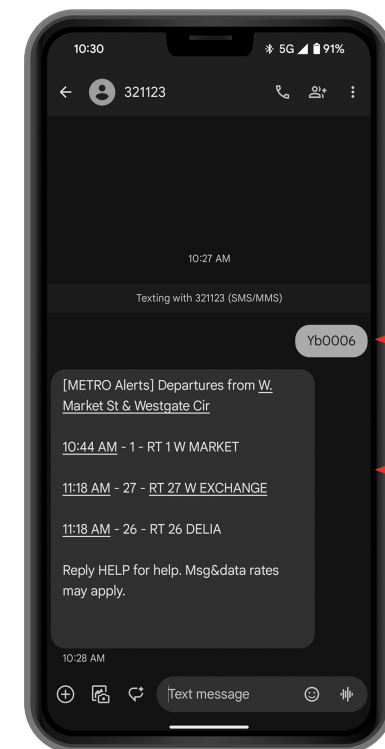 10:30 5G 91%
321123
10:27 AM
Texting with 321123 (SMS/MMS)
Yb0006
[METRO Alerts] Departures from W.
Market St & Westgate Cir
10:44 AM - 1 - RT 1 W MARKET
11:18 AM - 27 - RT 27 W EXCHANGE
11:18 AM - 26 - RT 26 DELIA
Reply HELP for help. Msg&data rates
may apply.
10:28 AM
Text message